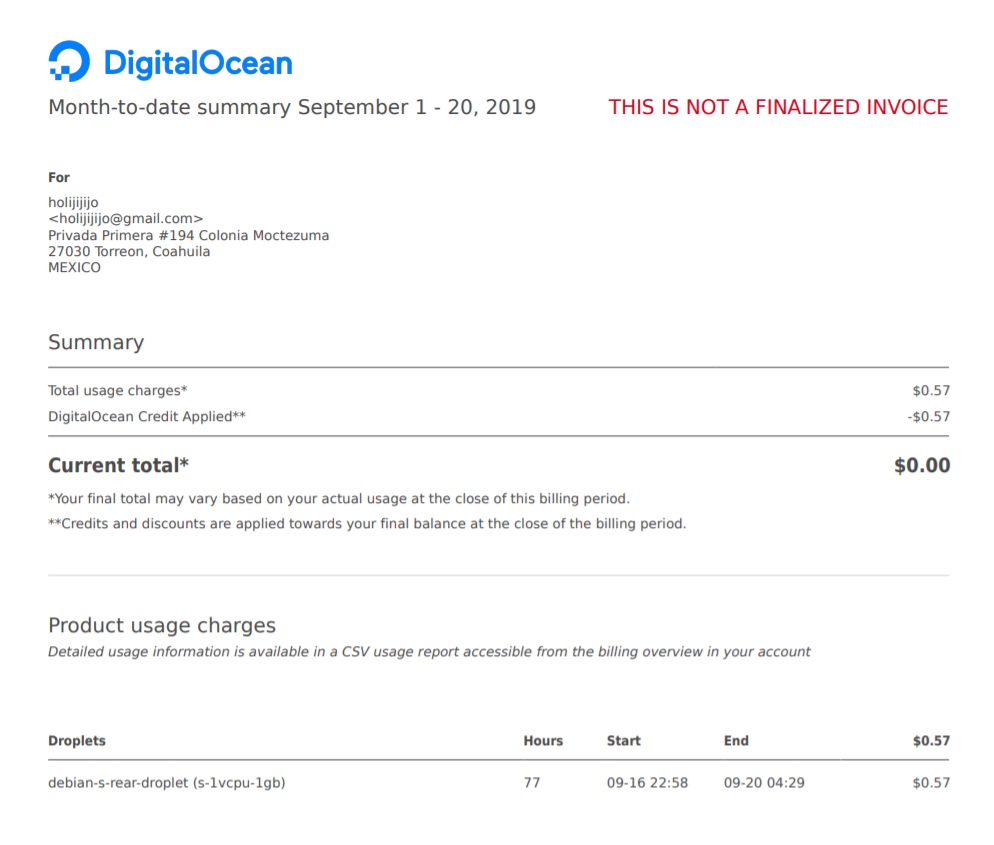 DigitalOcean
Month-to-date summary September 1 - 20, 2019 THIS IS NOT A FINALIZED INVOICE
For
holijijijo
<holijijijo@gmail.com>
Privada Primera #194 Colonia Moctezuma
27030 Torreon, Coahuila
MEXICO
Summary
Total usage charges* $0.57
DigitalOcean Credit Applied** -$0.57
Current total* $0.00
*Your final total may vary based on your actual usage at the close of this billing period.
**Credits and discounts are applied towards your final balance at the close of the billing period.
Product usage charges
Detailed usage information is available in a CSV usage report accessible from the billing overview in your account
Droplets Hours Start End $0.57
debian-s-rear-droplet (s-1vcpu-1gb) 77 09-16 22:58 09-20 04:29 $0.57